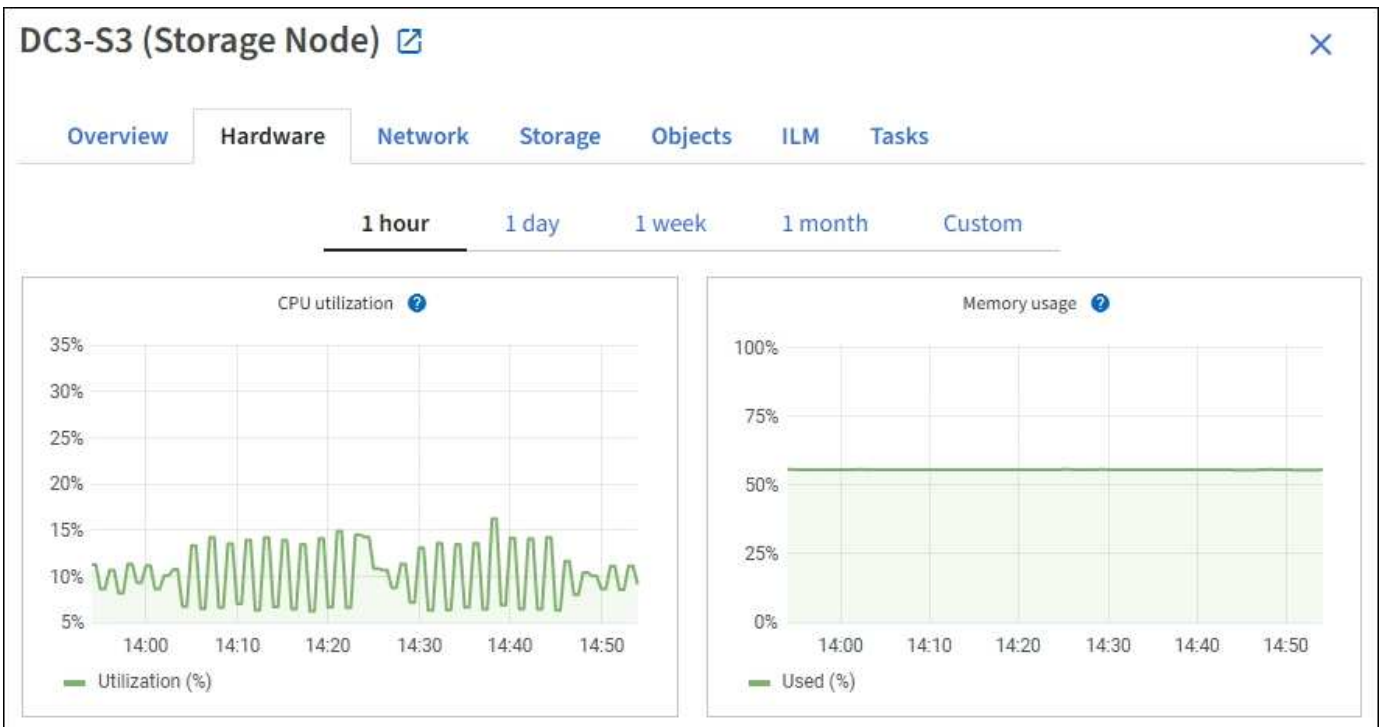 DC3-S3 (Storage Node)
Overview Hardware Network Storage Objects ILM Tasks
1 hour 1 day 1 week 1 month Custom
CPU utilization ?
35%
30%
25%
20%
15%
10%
5%
14:00 14:10 14:20 14:30 14:40 14:50
Utilization (%)
Memory usage ?
100%
75%
50%
25%
0%
14:00 14:10 14:20 14:30 14:40 14:50
Used (%)